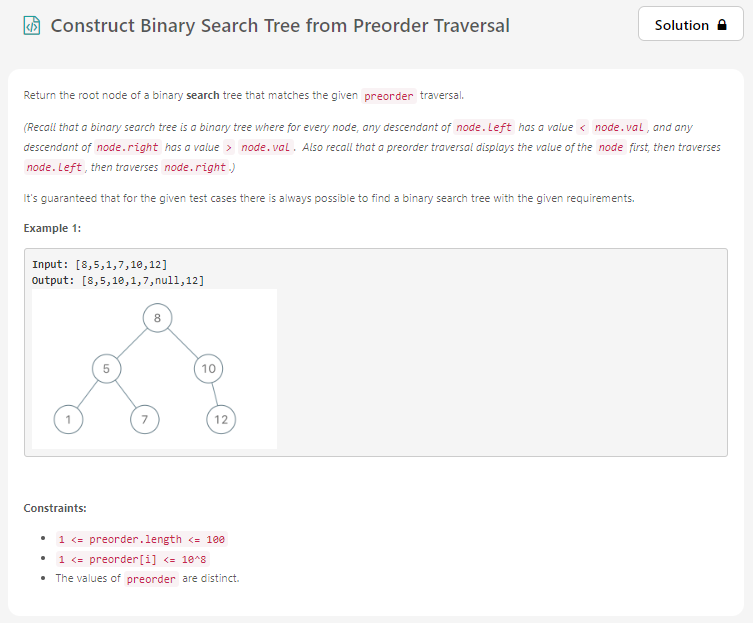 Construct Binary Search Tree from Preorder Traversal
Solution
Return the root node of a binary search tree that matches the given preorder traversal.
(Recall that a binary search tree is a binary tree where for every node, any descendant of node.left has a value < node.val, and any
descendant of node.right has a value > node.val. Also recall that a preorder traversal displays the value of the node first, then traverses
node.left, then traverses node.right.)
It's guaranteed that for the given test cases there is always possible to find a binary search tree with the given requirements.
Example 1:
Input: [8,5,1,7,10,12]
Output: [8,5,10,1,7,null,12]
8
5 10
1 7 12
Constraints:
• 1 <= preorder.length <= 100
• 1 <= preorder[i] <= 10^8
• The values of preorder are distinct.